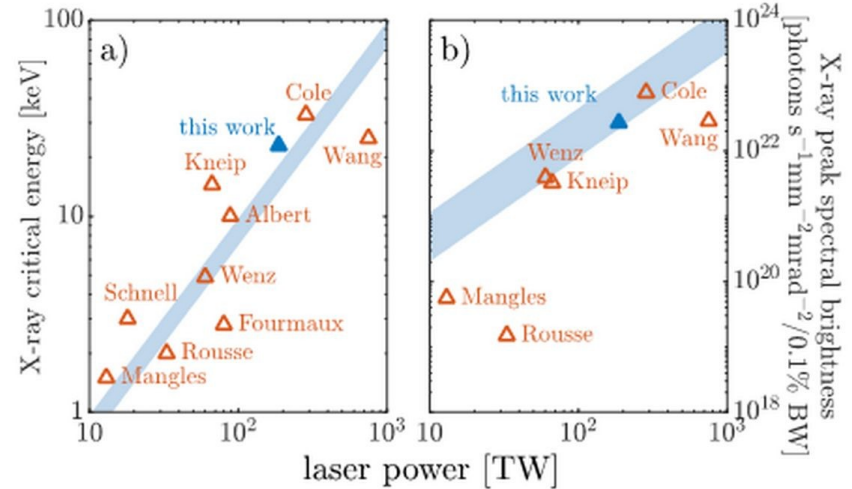 a)
100
10
1
X-ray critical energy [keV]
Cole
this work
Wang
Kneip
Albert
Wenz
Schnell
Fourmaux
Rousse
Mangles
10
10²
10³
b)
this work
Cole
Wang
Wenz
Kneip
Mangles
Rousse
10
10²
10³
10²⁴
10²²
10²⁰
10¹⁸
X-ray peak spectral brightness
[photons s⁻¹mm⁻²mrad⁻²/0.1% BW]
laser power [TW]